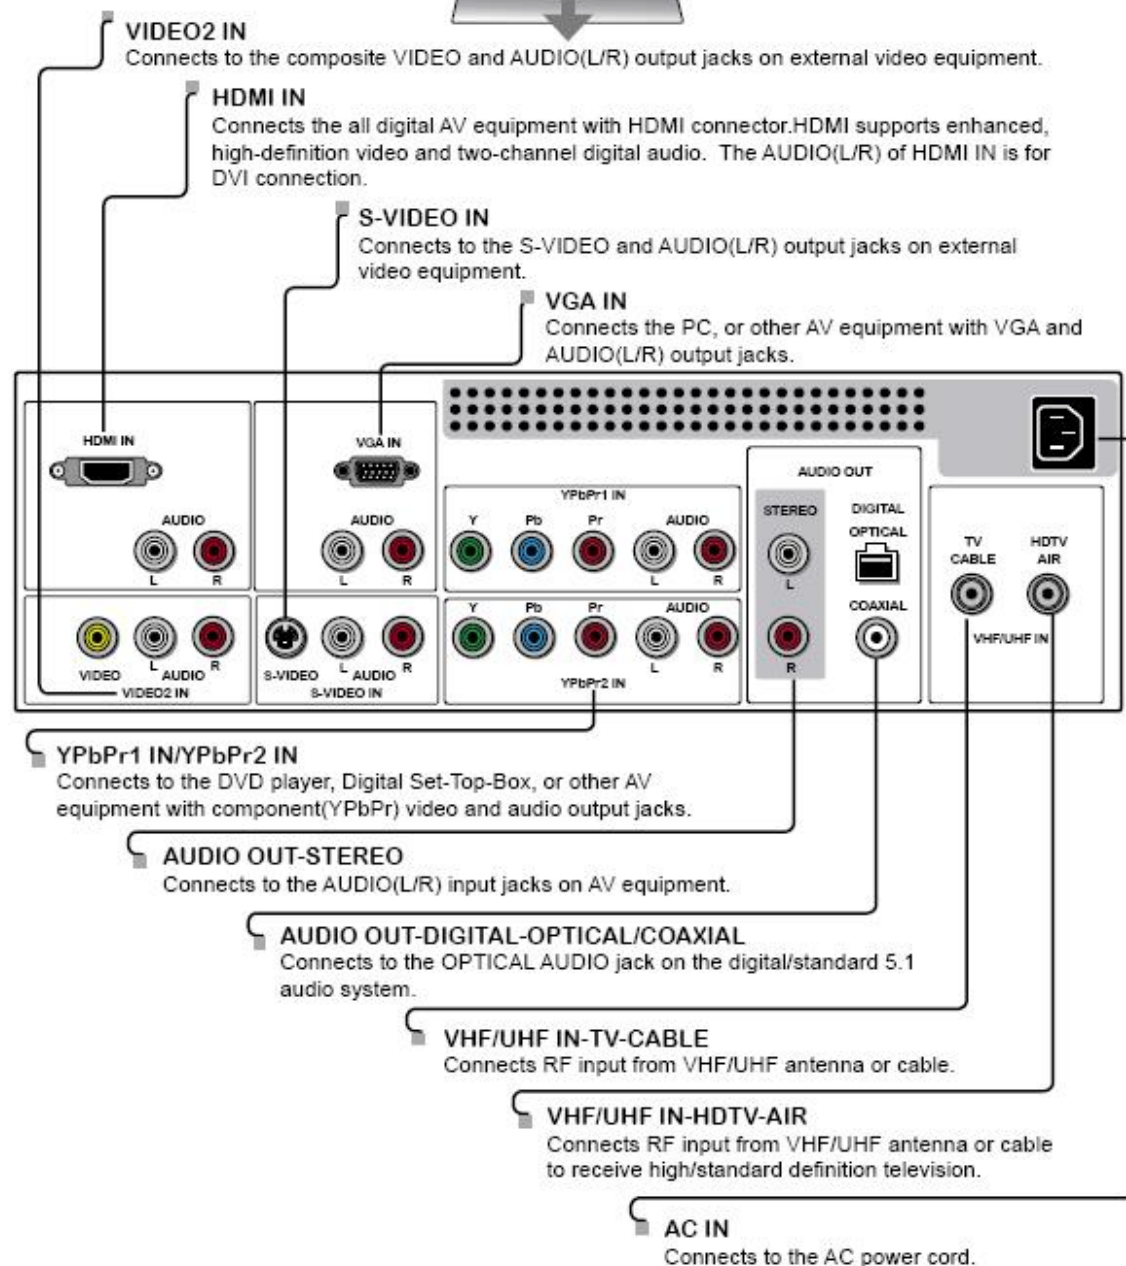 VIDEO2 IN
Connects to the composite VIDEO and AUDIO(L/R) output jacks on external video equipment.
HDMI IN
Connects the all digital AV equipment with HDMI connector.HDMI supports enhanced,
high-definition video and two-channel digital audio. The AUDIO(L/R) of HDMI IN is for
DVI connection.
S-VIDEO IN
Connects to the S-VIDEO and AUDIO(L/R) output jacks on external
video equipment.
VGA IN
Connects the PC, or other AV equipment with VGA and
AUDIO(L/R) output jacks.
HDMI IN
AUDIO
L R
VGA IN
AUDIO
L R
YPbPr1 IN
Y Pb Pr AUDIO
L R
AUDIO OUT
STEREO
L
R
DIGITAL
OPTICAL
COAXIAL
TV
CABLE
HDTV
AIR
VHF/UHF IN
VIDEO L AUDIO R
VIDEO2 IN
S-VIDEO L AUDIO R
S-VIDEO IN
Y Pb Pr AUDIO
L R
YPbPr2 IN
YPbPr1 IN/YPbPr2 IN
Connects to the DVD player, Digital Set-Top-Box, or other AV
equipment with component(YPbPr) video and audio output jacks.
AUDIO OUT-STEREO
Connects to the AUDIO(L/R) input jacks on AV equipment.
AUDIO OUT-DIGITAL-OPTICAL/COAXIAL
Connects to the OPTICAL AUDIO jack on the digital/standard 5.1
audio system.
VHF/UHF IN-TV-CABLE
Connects RF input from VHF/UHF antenna or cable.
VHF/UHF IN-HDTV-AIR
Connects RF input from VHF/UHF antenna or cable
to receive high/standard definition television.
AC IN
Connects to the AC power cord.